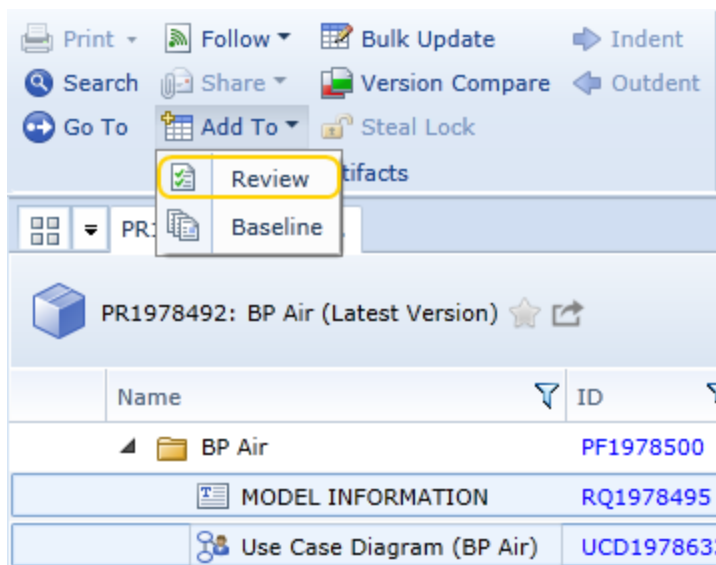 Print Follow Bulk Update Indent
Search Share Version Compare Outdent
Go To Add To Steal Lock
Review tifacts
Baseline
PR1978492: BP Air (Latest Version)
Name ID
BP Air PF1978500
MODEL INFORMATION RQ1978495
Use Case Diagram (BP Air)